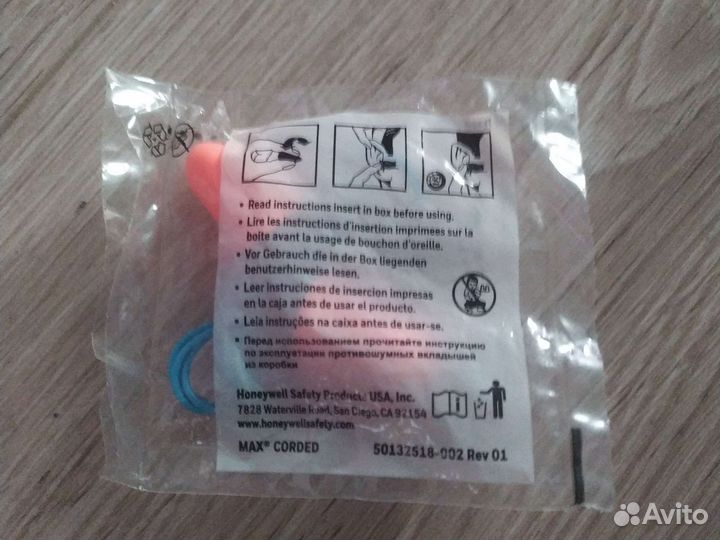 • Read instructions insert in box before using.
• Lire les instructions d'insertion imprimees sur la
boite avant la usage de bouchon d'oreille.
• Vor Gebrauch die in der Box liegenden
benutzerhinweise lesen.
• Leer instruciones de insercion impresas
en la caja antes de usar el producto.
• Leia instruções na caixa antes de usar-se.
• Перед использованием прочитайте инструкцию
по эксплуатации противошумных вкладышей
из коробки
Honeywell Safety Products USA, Inc.
7828 Waterville Road, San Diego, CA 92154
www.honeywellsafety.com
MAX® CORDED 50132518-002 Rev 01
Avito